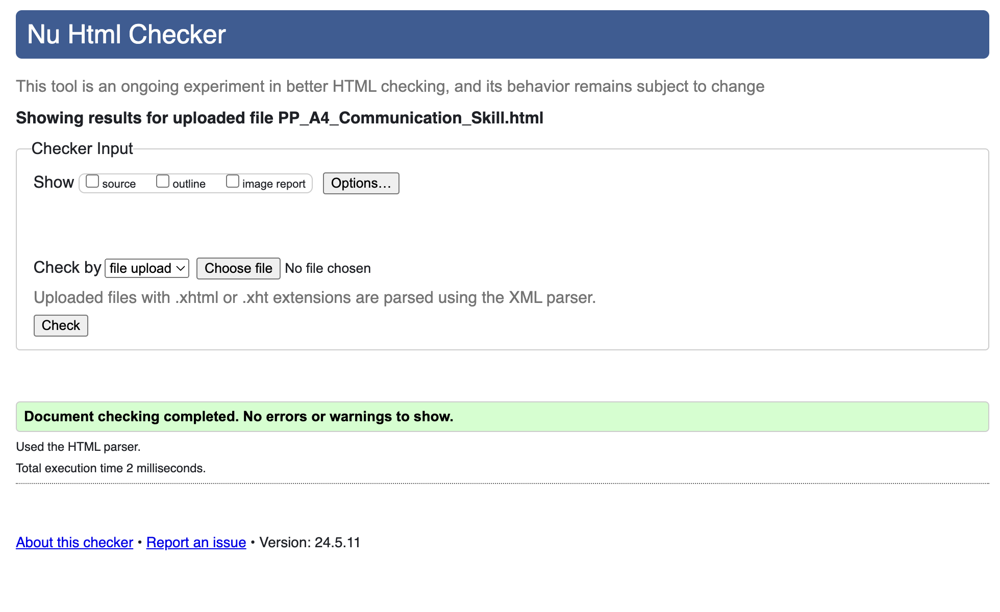 Nu Html Checker
This tool is an ongoing experiment in better HTML checking, and its behavior remains subject to change
Showing results for uploaded file PP_A4_Communication_Skill.html
Checker Input
Show source outline image report Options…
Check by file upload Choose file No file chosen
Uploaded files with .xhtml or .xht extensions are parsed using the XML parser.
Check
Document checking completed. No errors or warnings to show.
Used the HTML parser.
Total execution time 2 milliseconds.
About this checker • Report an issue • Version: 24.5.11